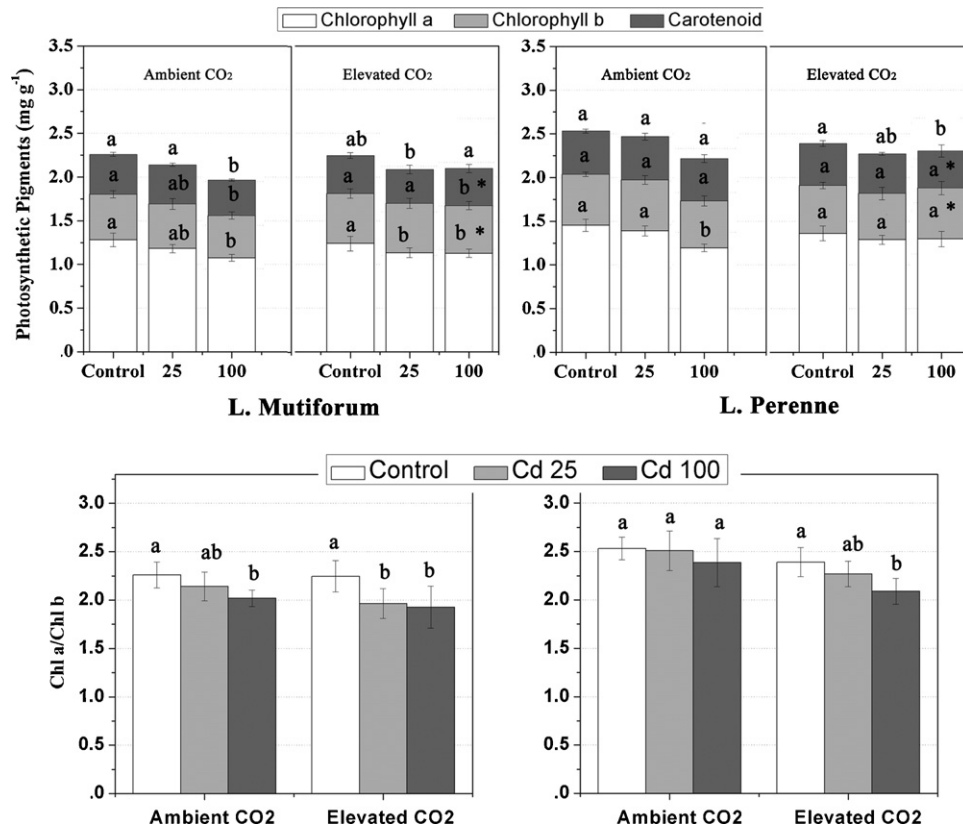 Chlorophyll a Chlorophyll b Carotenoid
Photosynthetic Pigments (mg g-1)
3.5 3.5
Ambient CO2 Elevated CO2 Ambient CO2 Elevated CO2
3.0 3.0
2.5 2.5
a a b ab b a a a a a ab b
2.0 2.0
a ab b a a b * a a a a a a *
1.5 1.5
a ab b a b b * a a b a a a *
1.0 1.0
0.5 0.5
.0 .0
Control 25 100 Control 25 100 Control 25 100 Control 25 100
L. Mutiforum L. Perenne
Control Cd 25 Cd 100
Chl a/Chl b
3.0 3.0
a ab b a b b a a a a ab b
2.5 2.5
2.0 2.0
1.5 1.5
1.0 1.0
0.5 0.5
.0 .0
Ambient CO2 Elevated CO2 Ambient CO2 Elevated CO2